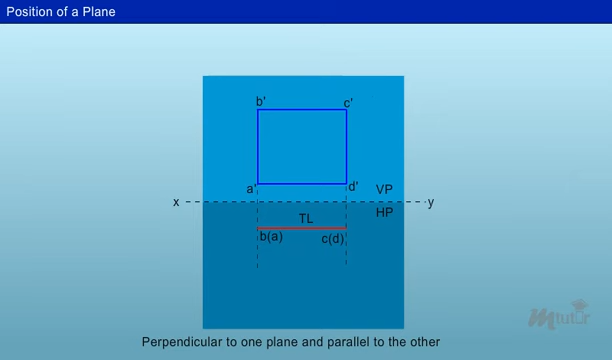 Position of a Plane
b' c'
a' d' VP
x y
TL HP
b(a) c(d)
mtutor
Perpendicular to one plane and parallel to the other